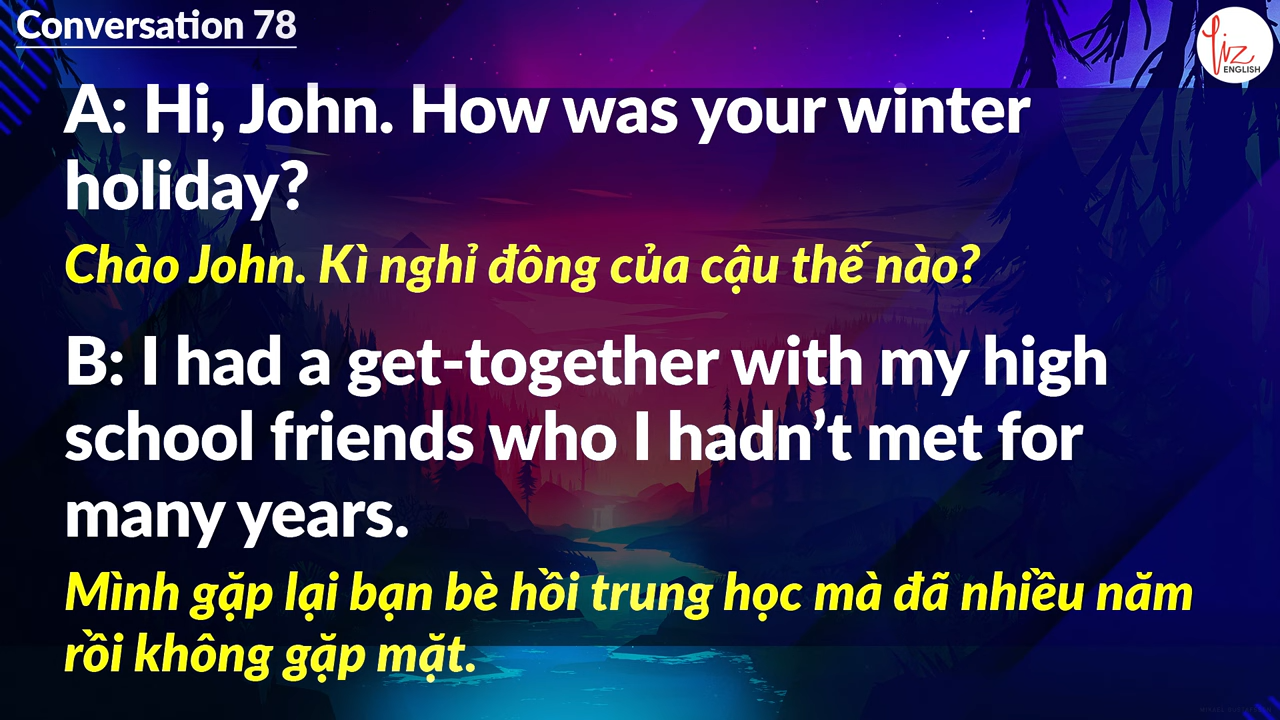 Conversation 78
Liz
ENGLISH
A: Hi, John. How was your winter
holiday?
Chào John. Kì nghỉ đông của cậu thế nào?
B: I had a get-together with my high
school friends who I hadn’t met for
many years.
Mình gặp lại bạn bè hồi trung học mà đã nhiều năm
rồi không gặp mặt.